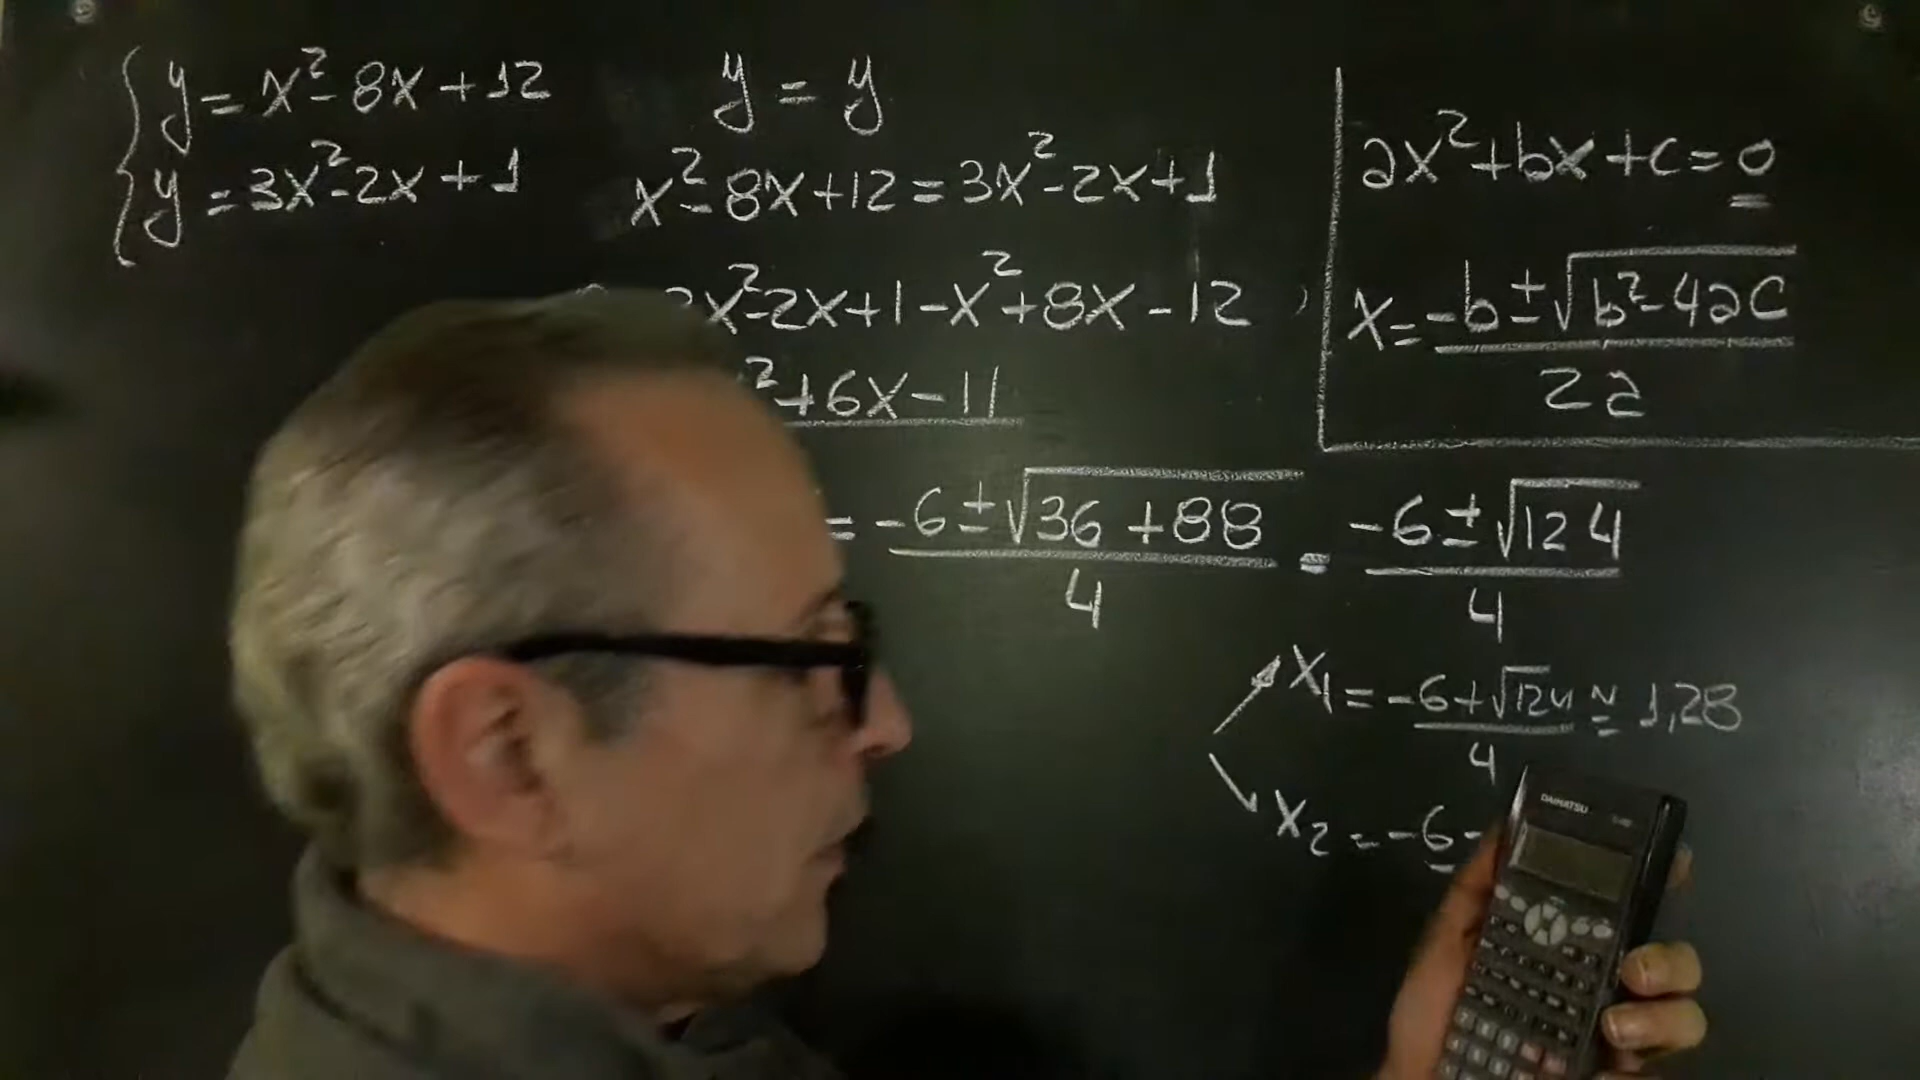 y = x² - 8x + 12
y = 3x² - 2x + 1
y = y
x² - 8x + 12 = 3x² - 2x + 1
x² - 2x + 1 - x² + 8x - 12
² + 6x - 11
= (-6 ± √(36 + 88)) / 4 = (-6 ± √124) / 4
x₁ = (-6 + √124) / 4 ≃ 1,28
x₂ = -6 -
ax² + bx + c = 0
x = (-b ± √(b² - 4ac)) / 2a
DAIHATSU